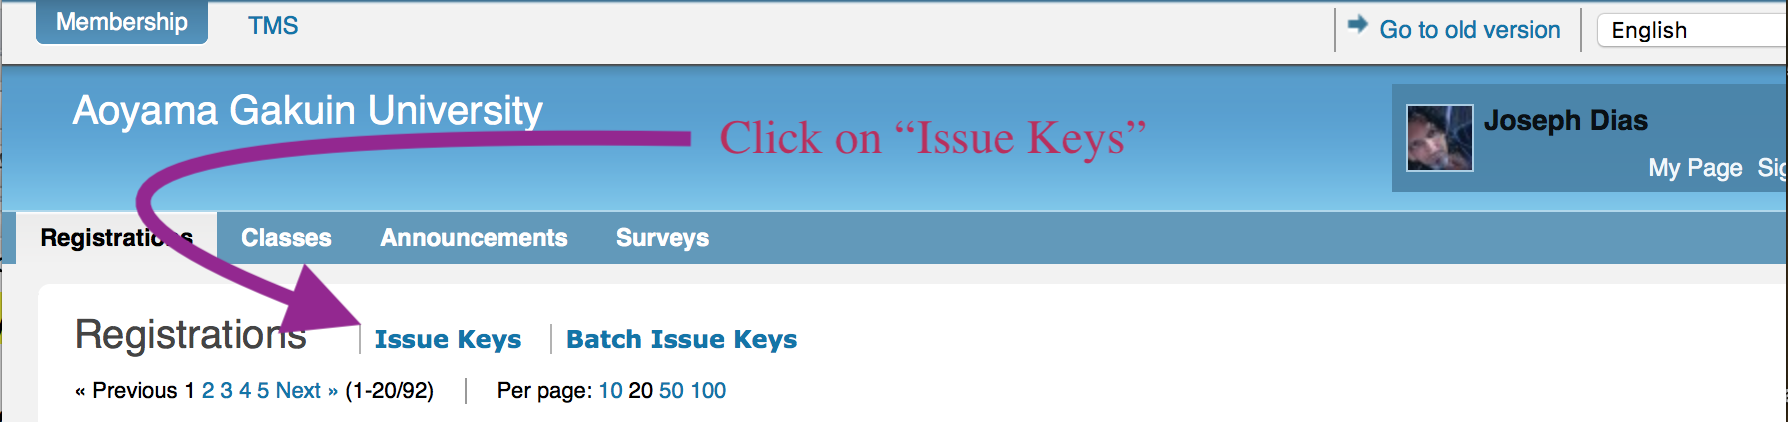 Membership TMS Go to old version English
Aoyama Gakuin University
Click on “Issue Keys”
Joseph Dias
My Page
Registrations Classes Announcements Surveys
Registrations Issue Keys Batch Issue Keys
« Previous 1 2 3 4 5 Next » (1-20/92) Per page: 10 20 50 100